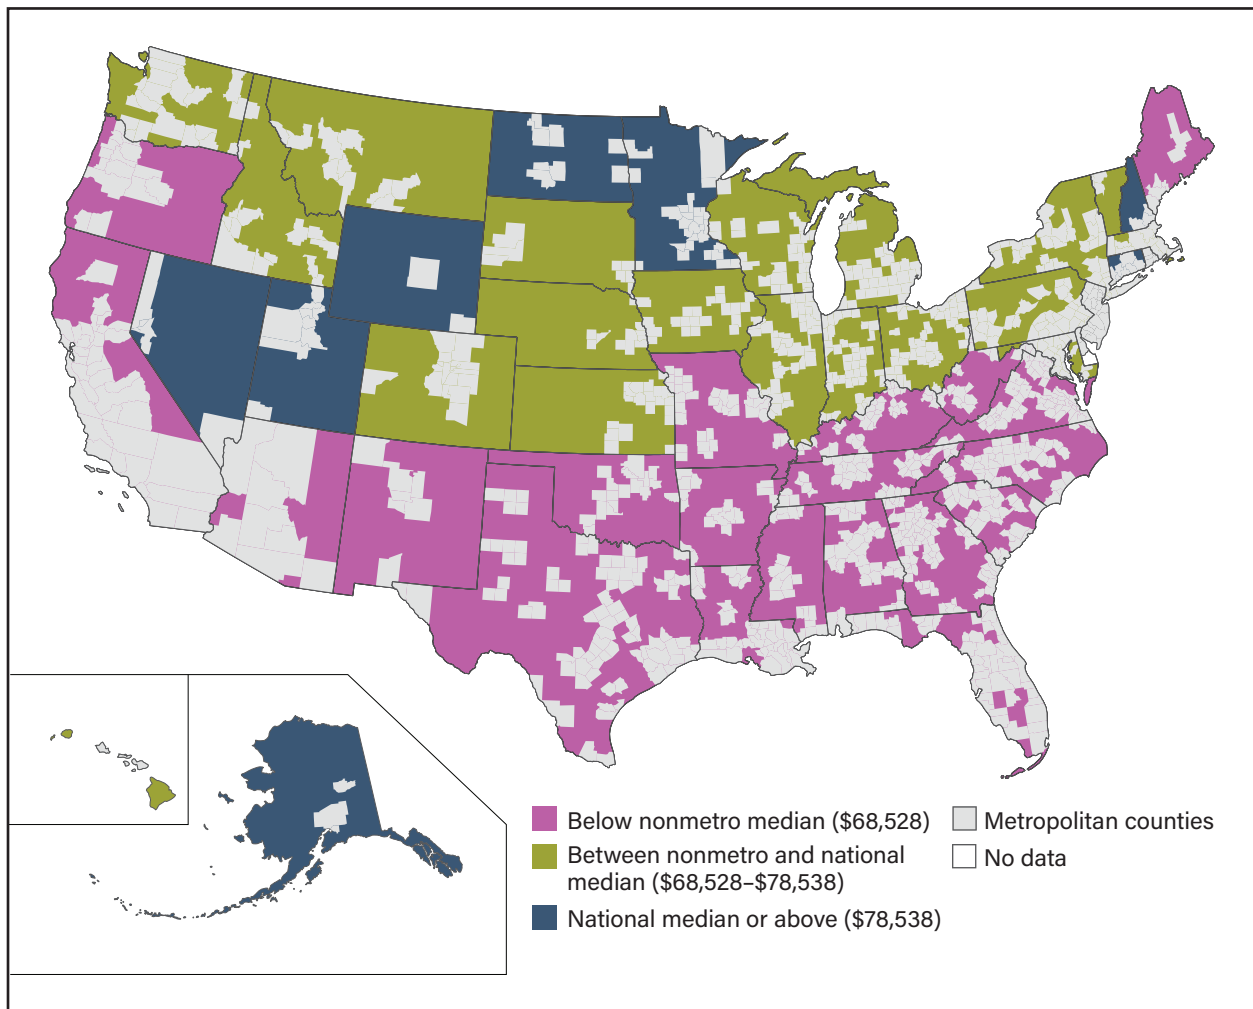 Below nonmetro median ($68,528)
Between nonmetro and national
median ($68,528–$78,538)
National median or above ($78,538)
Metropolitan counties
No data